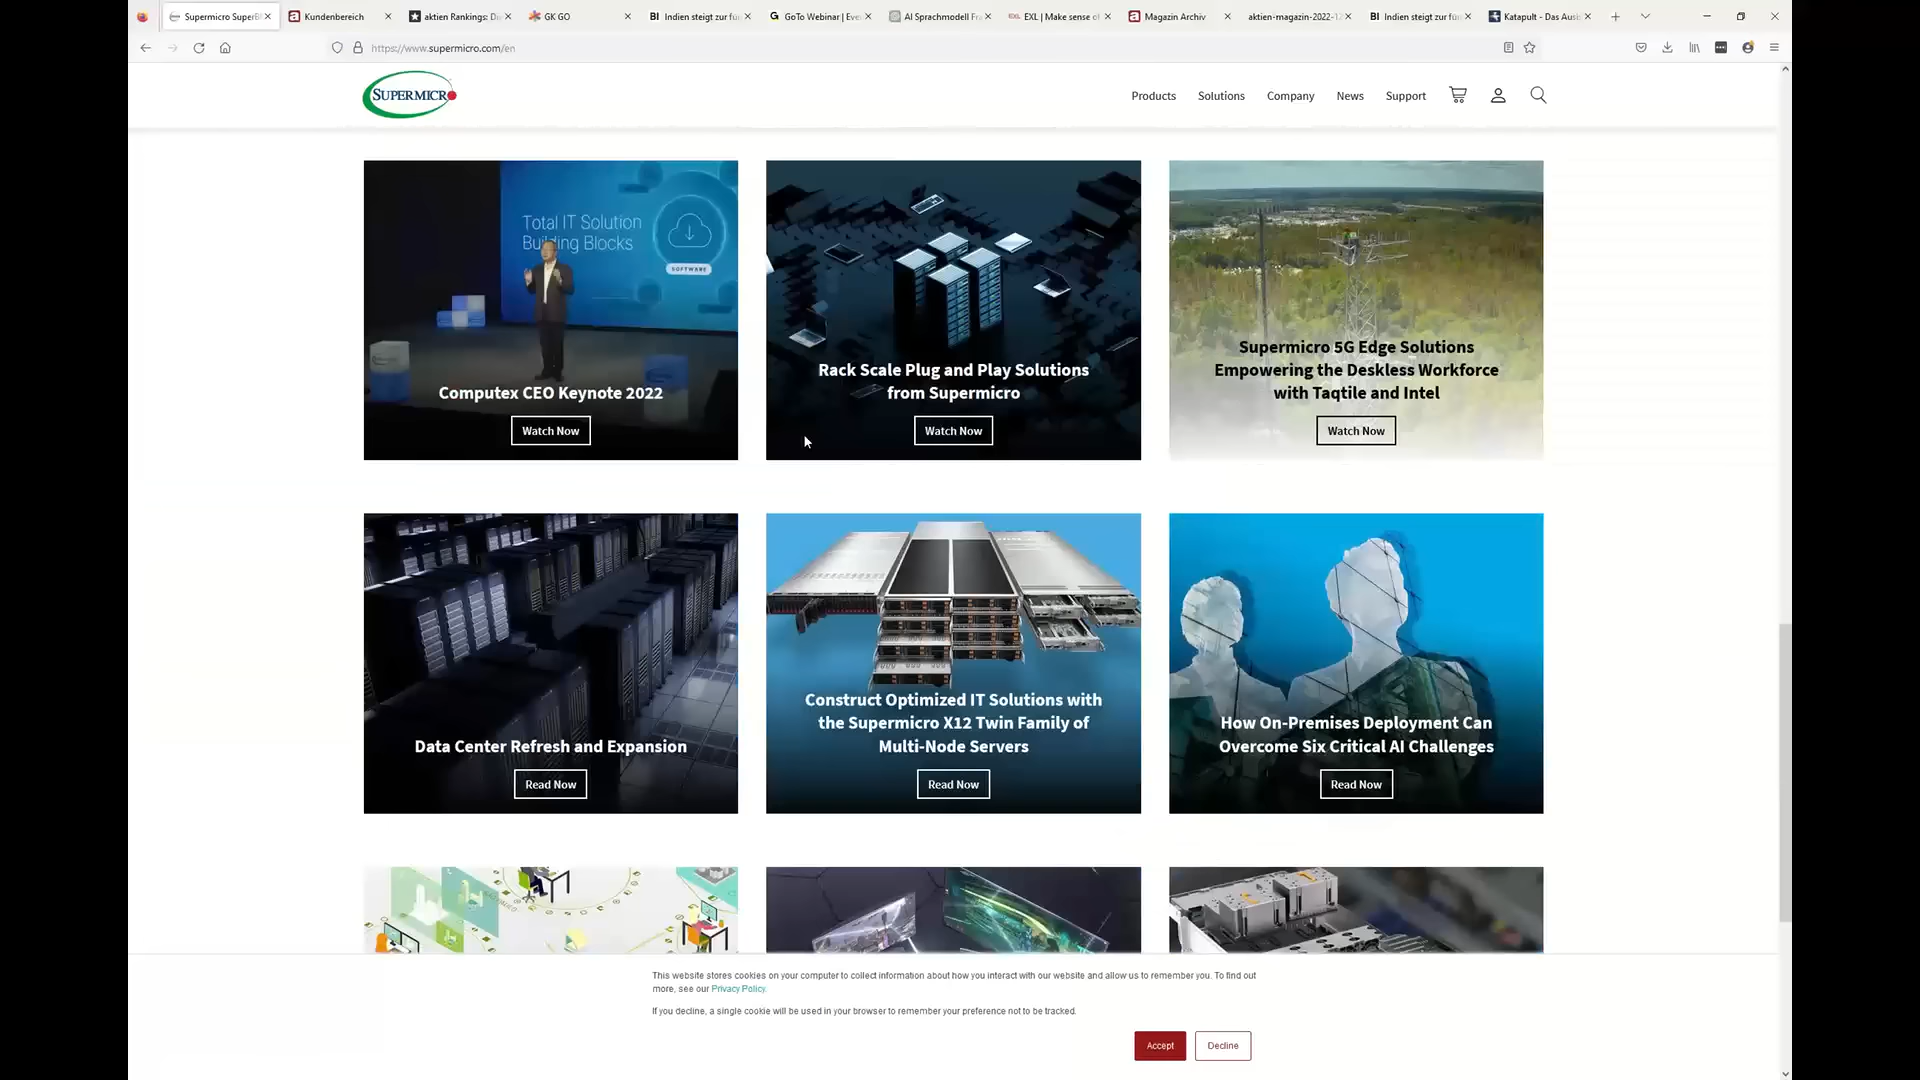 Supermicro SuperB
Kundenbereich
aktien Rankings: Di
GK GO
BI Indien steigt zur fü
GoTo Webinar | Eve
AI Sprachmodell Fr
EXL | Make sense o
Magazin Archiv
aktien-magazin-2022-12
BI Indien steigt zur fü
Katapult - Das Aus
https://www.supermicro.com/en
SUPERMICR
Products Solutions Company News Support
Total IT Solution
Building Blocks
SOFTWARE
Computex CEO Keynote 2022
Watch Now
Rack Scale Plug and Play Solutions
from Supermicro
Watch Now
Supermicro 5G Edge Solutions
Empowering the Deskless Workforce
with Taqtile and Intel
Watch Now
Data Center Refresh and Expansion
Read Now
Construct Optimized IT Solutions with
the Supermicro X12 Twin Family of
Multi-Node Servers
Read Now
How On-Premises Deployment Can
Overcome Six Critical AI Challenges
Read Now
This website stores cookies on your computer to collect information about how you interact with our website and allow us to remember you. To find out
more, see our Privacy Policy.
If you decline, a single cookie will be used in your browser to remember your preference not to be tracked.
Accept Decline